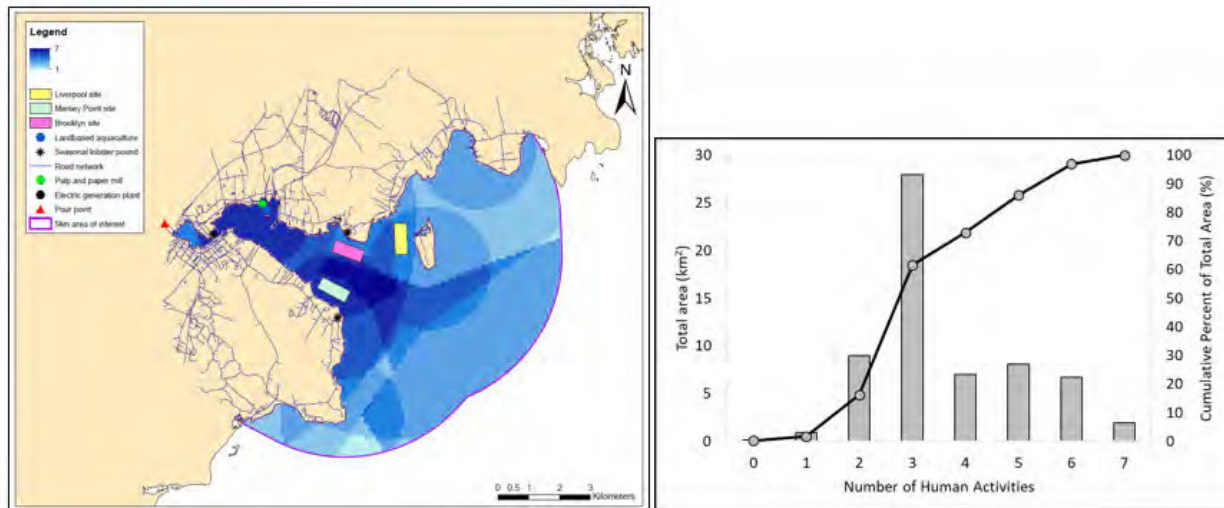 Legend
7
1
Liverpool site
Mersey Point site
Brooklyn site
Landbased aquaculture
Seasonal lobster pound
Road network
Pulp and paper mill
Electric generation plant
Pour point
5km area of interest
N
0 0.5 1 2 3
Kilometers
30 100
90
25
80
70
20
60
15 50
40
10
30
20
5
10
0 0
0 1 2 3 4 5 6 7
Total area (km²)
Number of Human Activities
Cumulative Percent of Total Area (%)